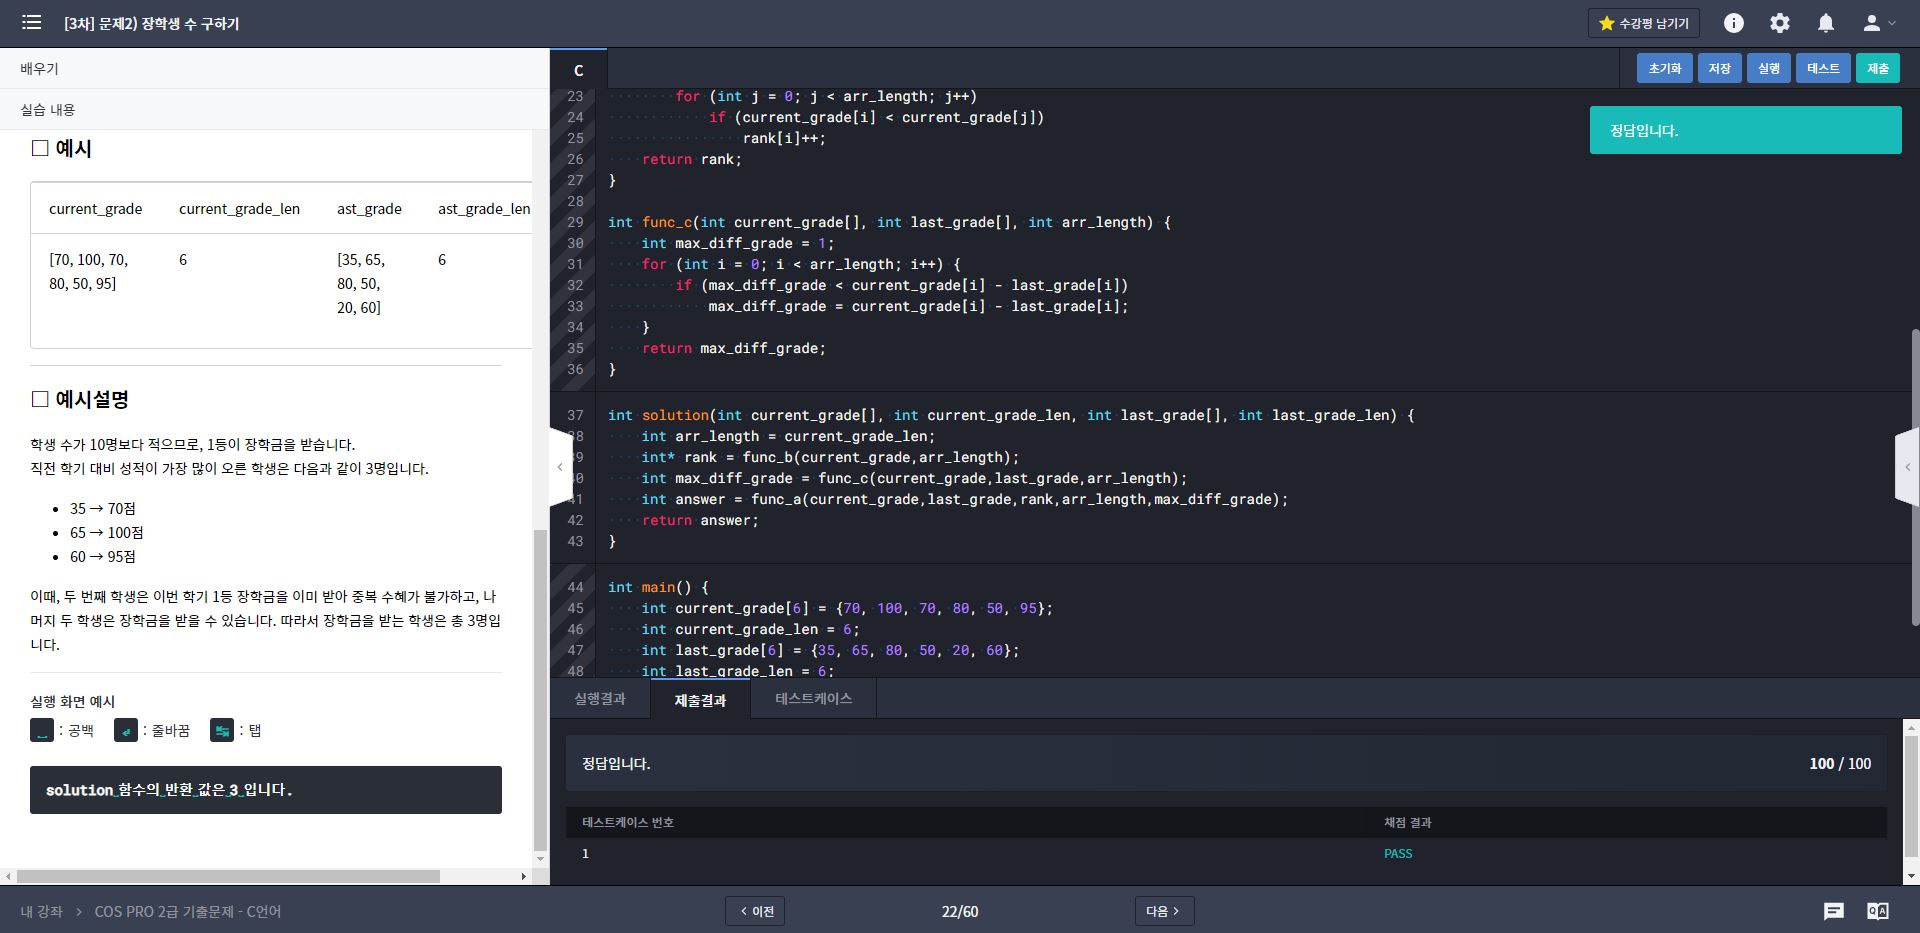 [3차] 문제2) 장학생 수 구하기
수강평 남기기
배우기
실습 내용
예시
current_grade current_grade_len ast_grade ast_grade_len
[70, 100, 70, 80, 50, 95] 6 [35, 65, 80, 50, 20, 60] 6
예시설명
학생 수가 10명보다 적으므로, 1등이 장학금을 받습니다.
직전 학기 대비 성적이 가장 많이 오른 학생은 다음과 같이 3명입니다.
• 35 → 70점
• 65 → 100점
• 60 → 95점
이때, 두 번째 학생은 이번 학기 1등 장학금을 이미 받아 중복 수혜가 불가하고, 나
머지 두 학생은 장학금을 받을 수 있습니다. 따라서 장학금을 받는 학생은 총 3명입
니다.
실행 화면 예시
: 공백 : 줄바꿈 : 탭
solution_함수의_반환_값은_3_입니다.
C
초기화 저장 실행 테스트 제출
정답입니다.
23 for (int j = 0; j < arr_length; j++)
24 if (current_grade[i] < current_grade[j])
25 rank[i]++;
26 return rank;
27 }
28
29 int func_c(int current_grade[], int last_grade[], int arr_length) {
30 int max_diff_grade = 1;
31 for (int i = 0; i < arr_length; i++) {
32 if (max_diff_grade < current_grade[i] - last_grade[i])
33 max_diff_grade = current_grade[i] - last_grade[i];
34 }
35 return max_diff_grade;
36 }
37 int solution(int current_grade[], int current_grade_len, int last_grade[], int last_grade_len) {
38 int arr_length = current_grade_len;
39 int* rank = func_b(current_grade,arr_length);
40 int max_diff_grade = func_c(current_grade,last_grade,arr_length);
41 int answer = func_a(current_grade,last_grade,rank,arr_length,max_diff_grade);
42 return answer;
43 }
44 int main() {
45 int current_grade[6] = {70, 100, 70, 80, 50, 95};
46 int current_grade_len = 6;
47 int last_grade[6] = {35, 65, 80, 50, 20, 60};
48 int last_grade_len = 6;
실행결과 제출결과 테스트케이스
정답입니다. 100 / 100
테스트케이스 번호 채점 결과
1 PASS
내 강좌 > COS PRO 2급 기출문제 - C언어
< 이전 22/60 다음 >